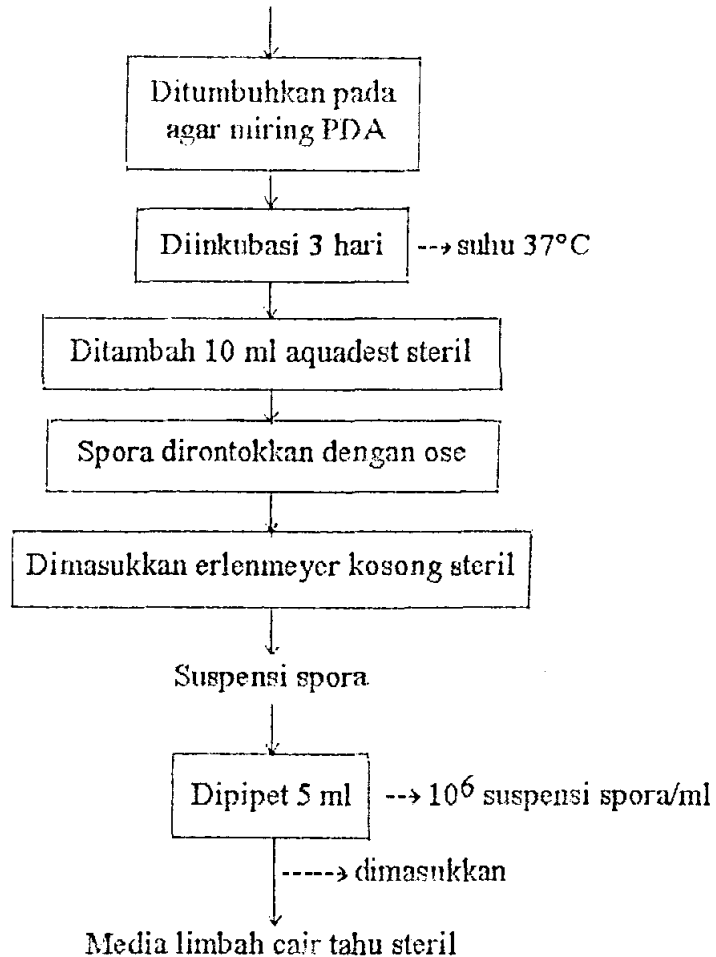 Ditumbuhkan pada
agar miring PDA
Diinkubasi 3 hari --> suhu 37°C
Ditambah 10 ml aquadest steril
Spora dirontokkan dengan ose
Dimasukkan erlenmeyer kosong steril
Suspensi spora
Dipipet 5 ml --> 10⁶ suspensi spora/ml
-----> dimasukkan
Media limbah cair tahu steril